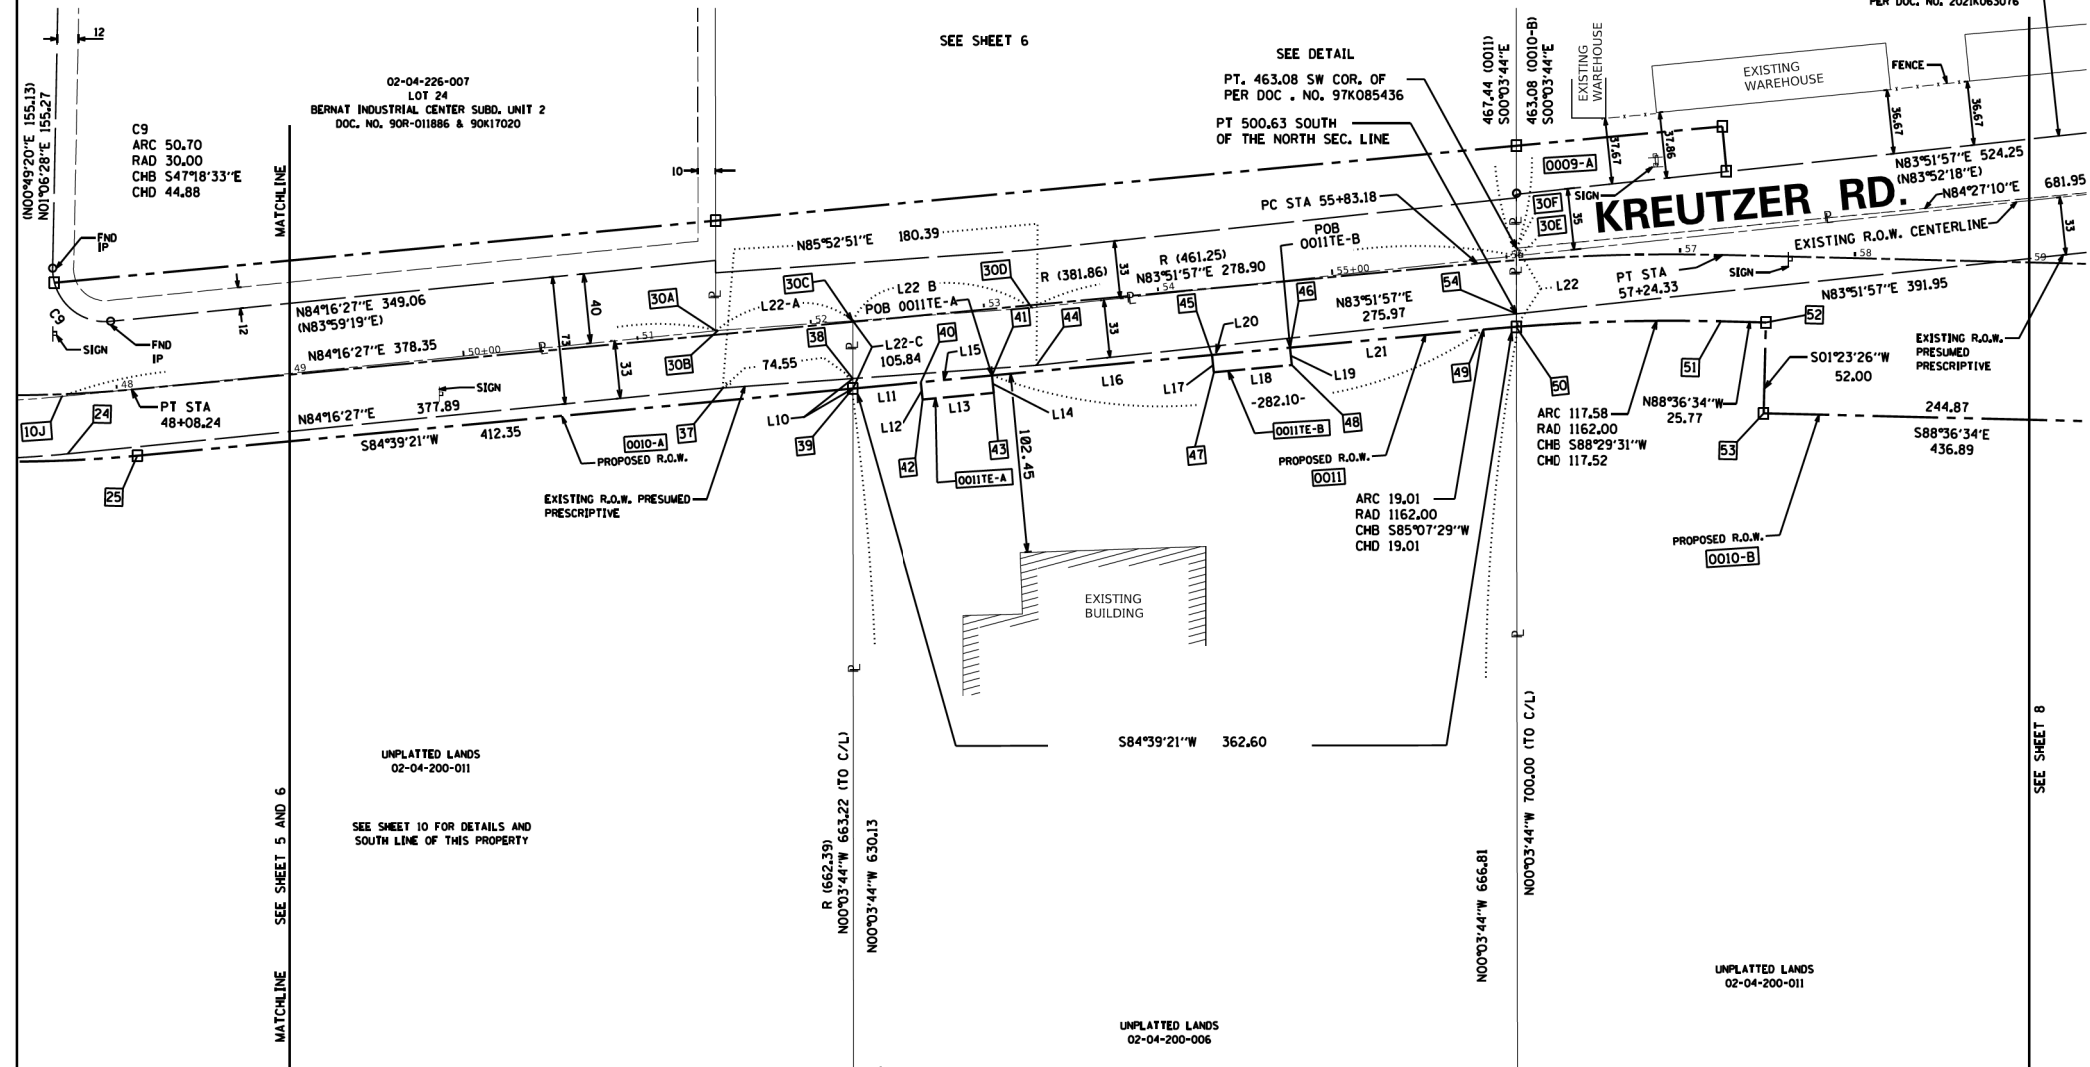 PER DOC. NO. 2021K063076
12
(N00°49'20"E 155.13)
N01°06'28"E 155.27
C9
ARC 50.70
RAD 30.00
CHB S47°18'33"E
CHD 44.88
02-04-226-007
LOT 24
BERNAT INDUSTRIAL CENTER SUBD. UNIT 2
DOC. NO. 90R-011886 & 90K17020
MATCHLINE
SEE SHEET 6
SEE DETAIL
PT. 463.08 SW COR. OF
PER DOC . NO. 97K085436
PT 500.63 SOUTH
OF THE NORTH SEC. LINE
467.44 (0011)
S00°03'44"E
463.08 (0010-B)
S00°03'44"E
EXISTING
WAREHOUSE
EXISTING
WAREHOUSE
FENCE
36.67
36.67
37.67
37.86
10
0009-A
SIGN
30F
30E
35
KREUTZER RD.
N83°51'57"E 524.25
(N83°52'18"E)
N84°27'10"E 681.95
EXISTING R.O.W. CENTERLINE
33
57
58
59
PC STA 55+83.18
POB
0011TE-B
N85°52'51"E 180.39
R (461.25)
N83°51'57"E 278.90
R (381.86)
30D
33
54
55+00
56
FND
IP
C9
SIGN
FND
IP
12
N84°16'27"E 349.06
(N83°59'19"E)
40
73
33
30A
L22-A
30C
L22 B
POB 0011TE-A
53
52
51
50+00
49
48
N84°16'27"E 378.35
30B
74.55
38
L22-C
105.84
40
L15
41
44
33
45
46
L20
N83°51'57"E
275.97
54
L22
PT STA
57+24.33
SIGN
N83°51'57"E 391.95
52
EXISTING R.O.W.
PRESUMED
PRESCRIPTIVE
S01°23'26"W
52.00
L21
49
50
51
N88°36'34"W
25.77
53
244.87
S88°36'34"E
436.89
ARC 117.58
RAD 1162.00
CHB S88°29'31"W
CHD 117.52
10J
24
25
PT STA
48+08.24
SIGN
N84°16'27"E 377.89
S84°39'21"W 412.35
0010-A
PROPOSED R.O.W.
37
L10
39
L11
L12
L13
L14
42
43
0011TE-A
102.45
L16
L17
L18
L19
-282.10-
47
48
0011TE-B
PROPOSED R.O.W.
0011
EXISTING R.O.W. PRESUMED
PRESCRIPTIVE
ARC 19.01
RAD 1162.00
CHB S85°07'29"W
CHD 19.01
PROPOSED R.O.W.
0010-B
EXISTING
BUILDING
S84°39'21"W 362.60
UNPLATTED LANDS
02-04-200-011
SEE SHEET 10 FOR DETAILS AND
SOUTH LINE OF THIS PROPERTY
MATCHLINE SEE SHEET 5 AND 6
R (662.39)
N00°03'44"W 663.22 (TO C/L)
N00°03'44"W 630.13
N00°03'44"W 666.81
N00°03'44"W 700.00 (TO C/L)
SEE SHEET 8
UNPLATTED LANDS
02-04-200-011
UNPLATTED LANDS
02-04-200-006